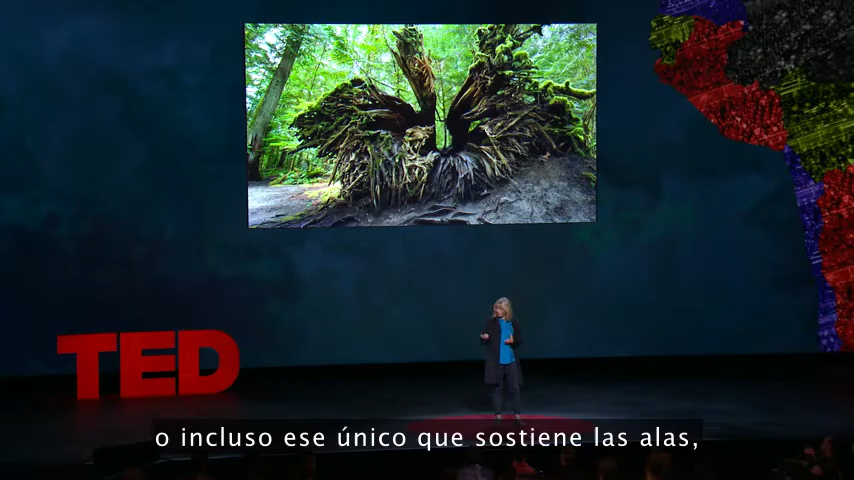 TED
o incluso ese único que sostiene las alas,